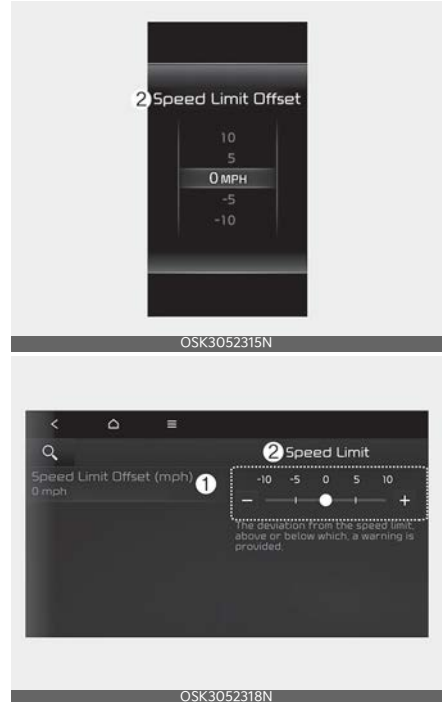 2 Speed Limit Offset
10
5
0 MPH
-5
-10
OSK3052315N
2 Speed Limit
Speed Limit Offset (mph) 1
0 mph
-10 -5 0 5 10
− +
The deviation from the speed limit,
above or below which, a warning is
provided.
OSK3052318N